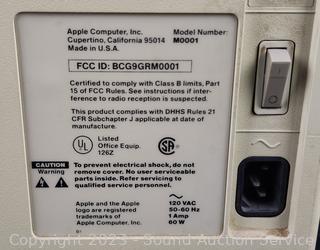 Apple Computer, Inc.
Cupertino, California 95014
Made in U.S.A.
Model Number:
M0001
FCC ID: BCG9GRM0001
Certified to comply with Class B limits, Part
15 of FCC Rules. See instructions if inter-
ference to radio reception is suspected.
This product complies with DHHS Rules 21
CFR Subchapter J applicable at date of
manufacture.
UL
Listed
Office Equip.
126Z
SP
CAUTION
Warning
To prevent electrical shock, do not
remove cover. No user serviceable
parts inside. Refer servicing to
qualified service personnel.
Apple and the Apple
logo are registered
trademarks of
Apple Computer, Inc.
120 VAC
50-60 Hz
1 Amp
60 W
Copyright 2023 - Sound Auction Service